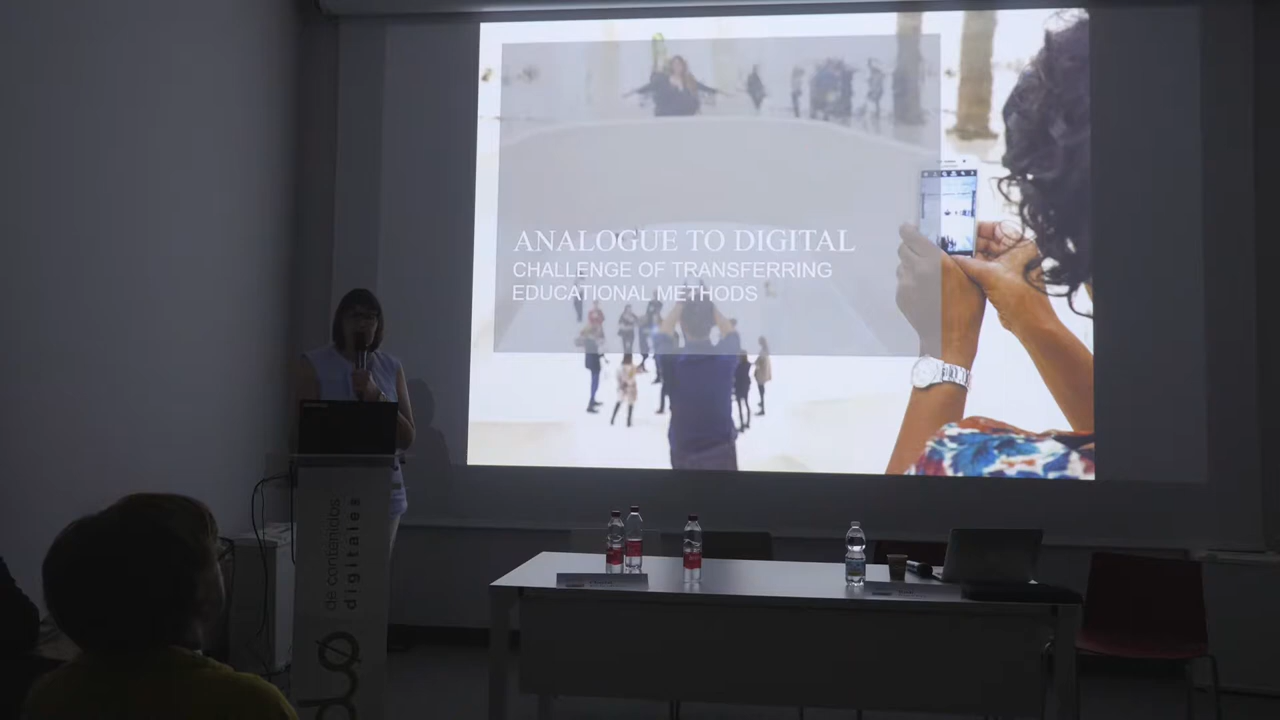 ANALOGUE TO DIGITAL
CHALLENGE OF TRANSFERRING
EDUCATIONAL METHODS
de contenidos
digitales